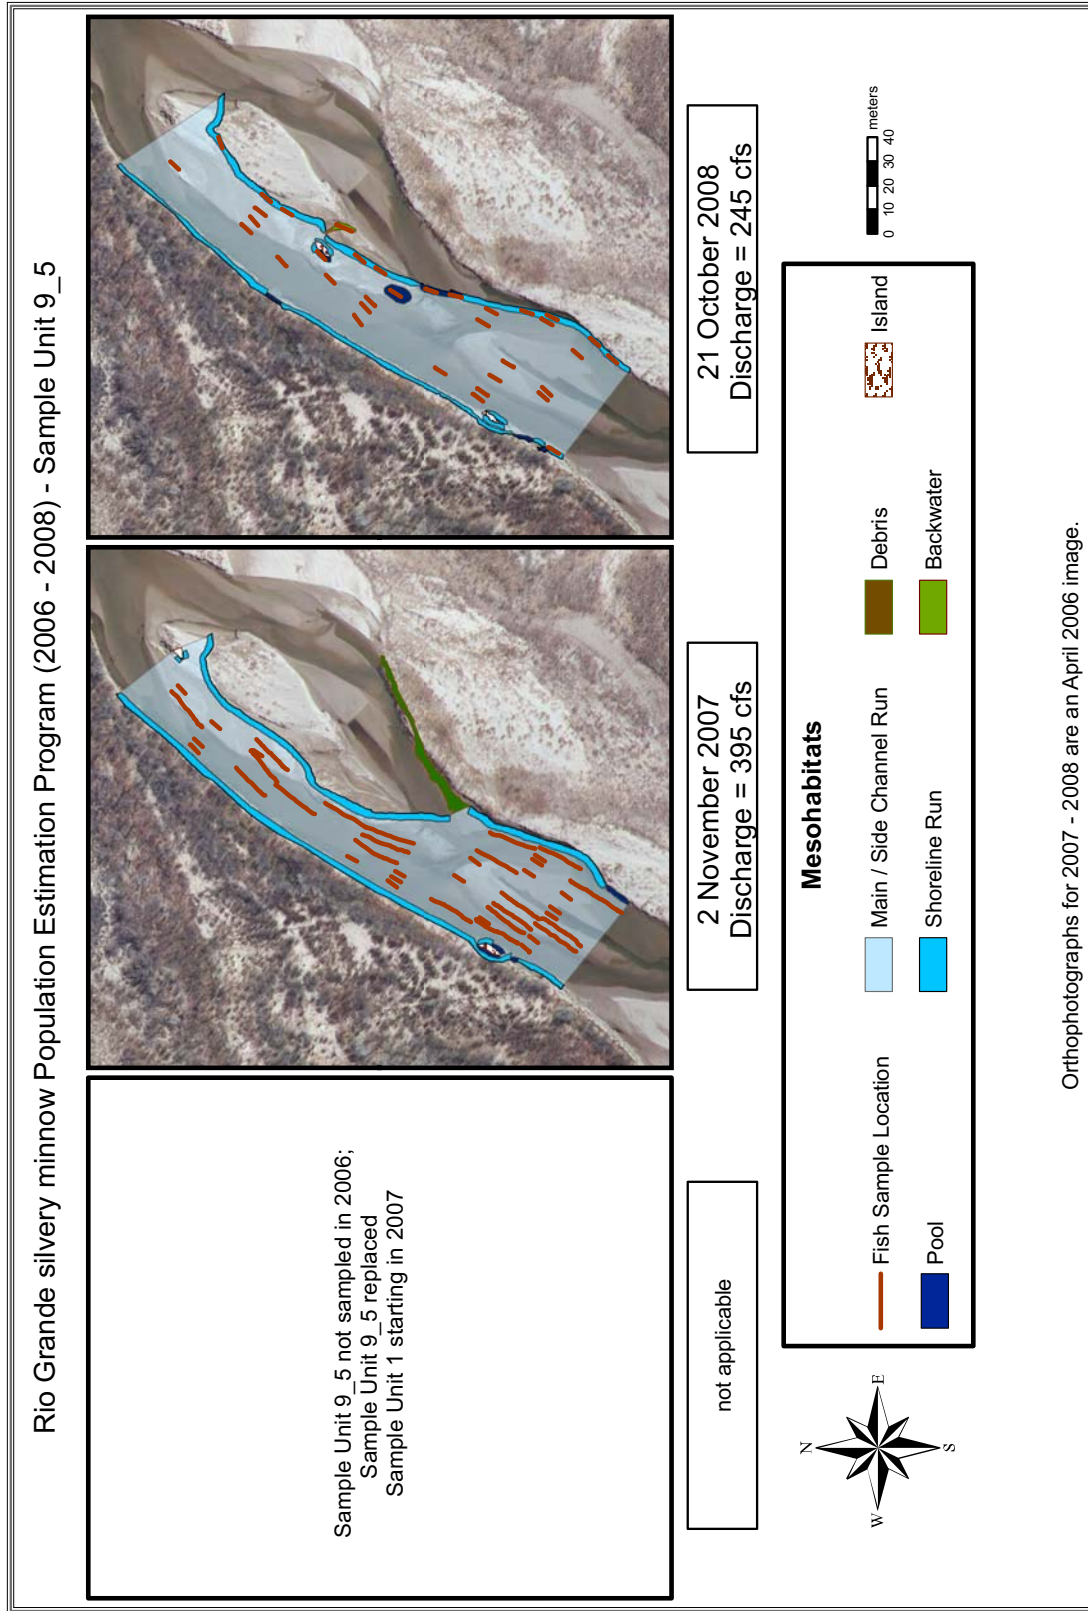 Rio Grande silvery minnow Population Estimation Program (2006 - 2008) - Sample Unit 9_5
Sample Unit 9_5 not sampled in 2006;
Sample Unit 9_5 replaced
Sample Unit 1 starting in 2007
not applicable
2 November 2007
Discharge = 395 cfs
21 October 2008
Discharge = 245 cfs
N
W
E
S
Mesohabitats
Fish Sample Location
Main / Side Channel Run
Debris
Island
Pool
Shoreline Run
Backwater
meters
0 10 20 30 40
Orthophotographs for 2007 - 2008 are an April 2006 image.